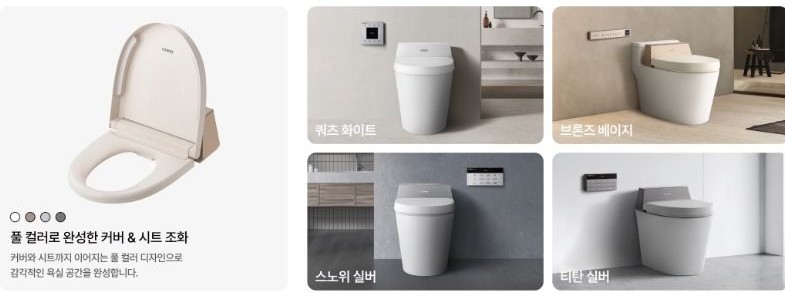 풀 컬러로 완성한 커버 & 시트 조화
커버와 시트까지 이어지는 풀 컬러 디자인으로
감각적인 욕실 공간을 완성합니다.
쿼츠 화이트
브론즈 베이지
스노위 실버
티탄 실버